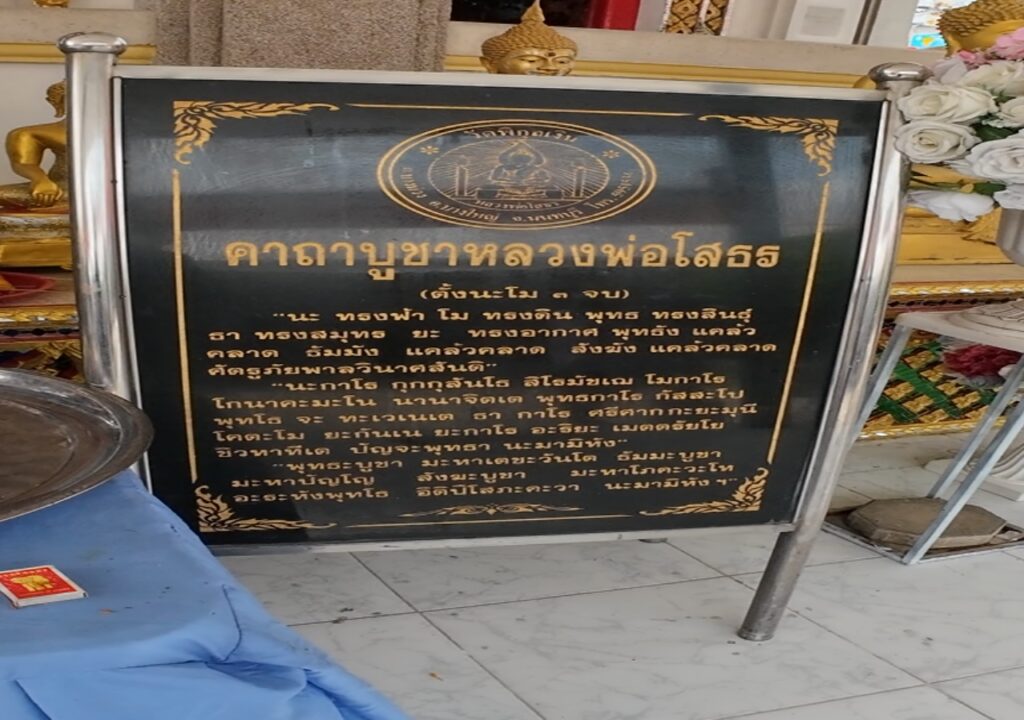 วัดพิกุลเงิน
หลวงพ่อโสธร
คาถาบูชาหลวงพ่อโสธร
(ตั้งนะโม ๓ จบ)
"นะ ทรงฟ้า โม ทรงดิน พุทธ ทรงสินธุ์
ธา ทรงสมุทร ยะ ทรงอากาศ พุทธัง แคล้ว
คลาด ธัมมัง แคล้วคลาด สังฆัง แคล้วคลาด
ศัตรูภัยพาลวินาศสันติ"
"นะกาโร กุกกุสันโธ สิโรมัชเฌ โมกาโร
โกนาคะมะโน นานาจิตเต พุทธกาโร กัสสะโป
พุทโธ จะ ทะเวเนเต ธา กาโร ศรีศากกะยะมุนี
โคตะโม ยะกันเน ยะกาโร อะริยะ เมตตรัยโย
ชิวหาทีเต ปัญจะพุทธา นะมามิหัง"
"พุทธะบูชา มะหาเตชะวันโต ธัมมะบูชา
มะหาปัญโญ สังฆะบูชา มะหาโภคะวะโห
อะระหังพุทโธ อิติปิโสภะคะวา นะมามิหัง ฯ"